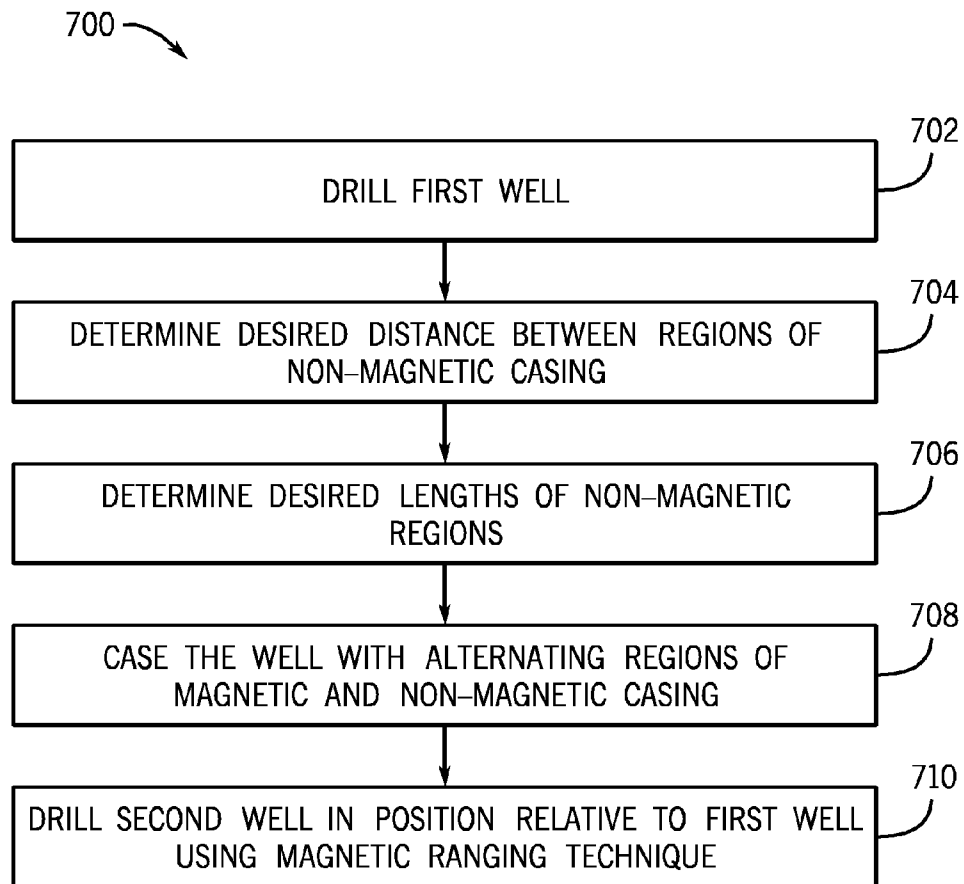 700
702
DRILL FIRST WELL
704
DETERMINE DESIRED DISTANCE BETWEEN REGIONS OF
NON-MAGNETIC CASING
706
DETERMINE DESIRED LENGTHS OF NON-MAGNETIC
REGIONS
708
CASE THE WELL WITH ALTERNATING REGIONS OF
MAGNETIC AND NON-MAGNETIC CASING
710
DRILL SECOND WELL IN POSITION RELATIVE TO FIRST WELL
USING MAGNETIC RANGING TECHNIQUE